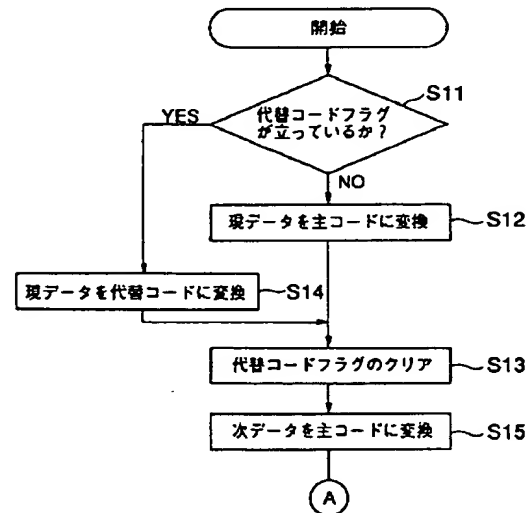 開始
代替コードフラグ
が立っているか?
S11
YES
NO
現データを主コードに変換
S12
現データを代替コードに変換
S14
代替コードフラグのクリア
S13
次データを主コードに変換
S15
A